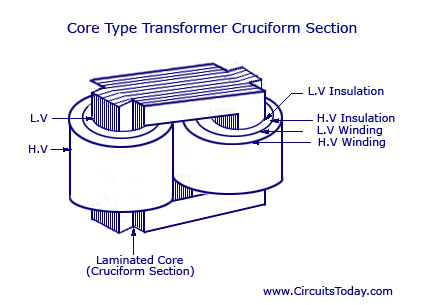 Core Type Transformer Cruciform Section
L.V Insulation
L.V
H.V Insulation
L.V Winding
H.V
H.V Winding
Laminated Core
(Cruciform Section)
www.CircuitsToday.com